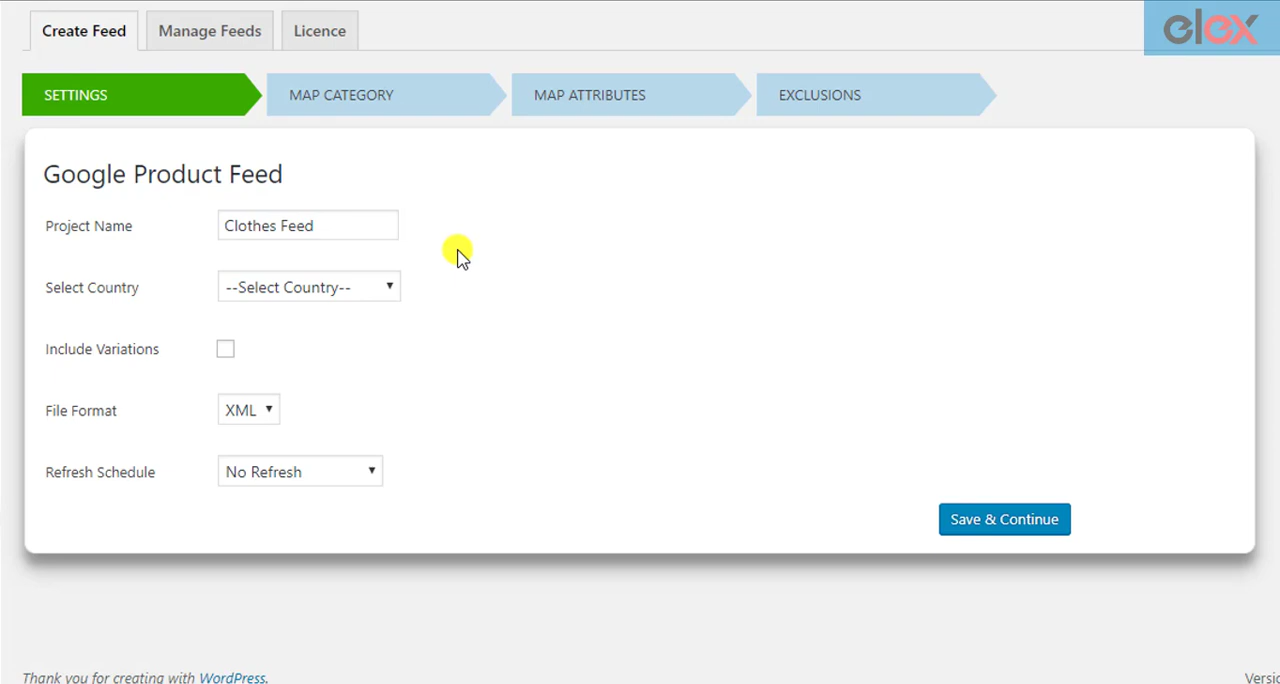 Create Feed
Manage Feeds
Licence
elex
SETTINGS
MAP CATEGORY
MAP ATTRIBUTES
EXCLUSIONS
Google Product Feed
Project Name
Clothes Feed
Select Country
--Select Country--
Include Variations
File Format
XML
Refresh Schedule
No Refresh
Save & Continue
Thank you for creating with WordPress.
Versio